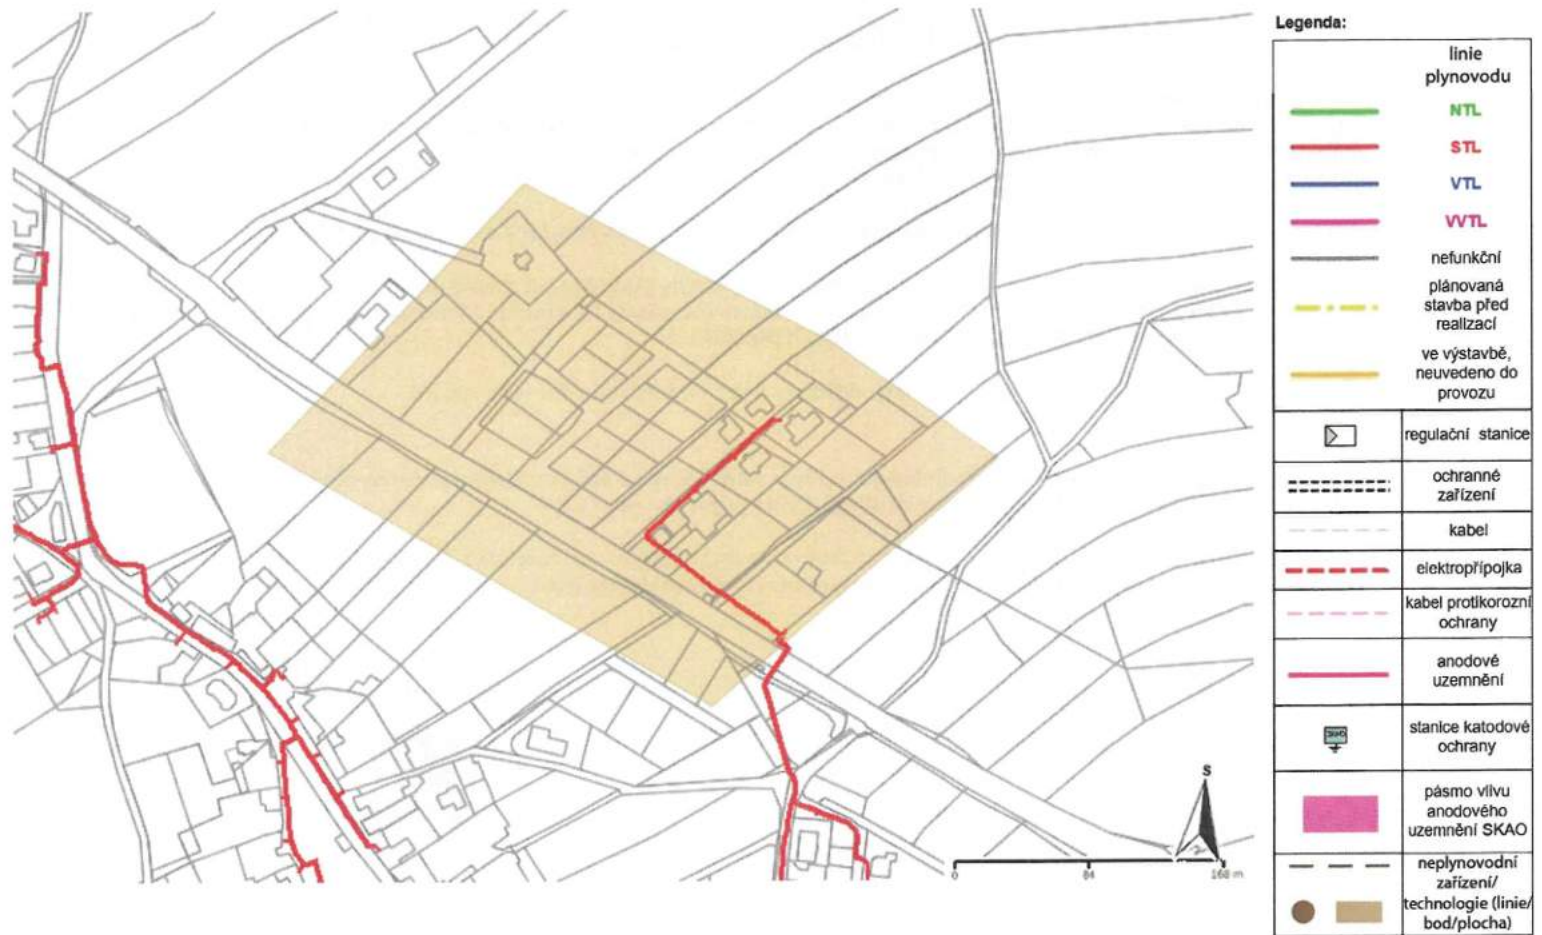 Legenda:
linie
plynovodu
NTL
STL
VTL
VVTL
nefunkční
plánovaná
stavba před
realizací
ve výstavbě,
neuvedeno do
provozu
regulační stanice
ochranné
zařízení
kabel
elektropřípojka
kabel protikorozní
ochrany
anodové
uzemnění
stanice katodové
ochrany
pásmo vlivu
anodového
uzemnění SKAO
neplynovodní
zařízení/
technologie (linie/
bod/plocha)
S
0 84 168 m